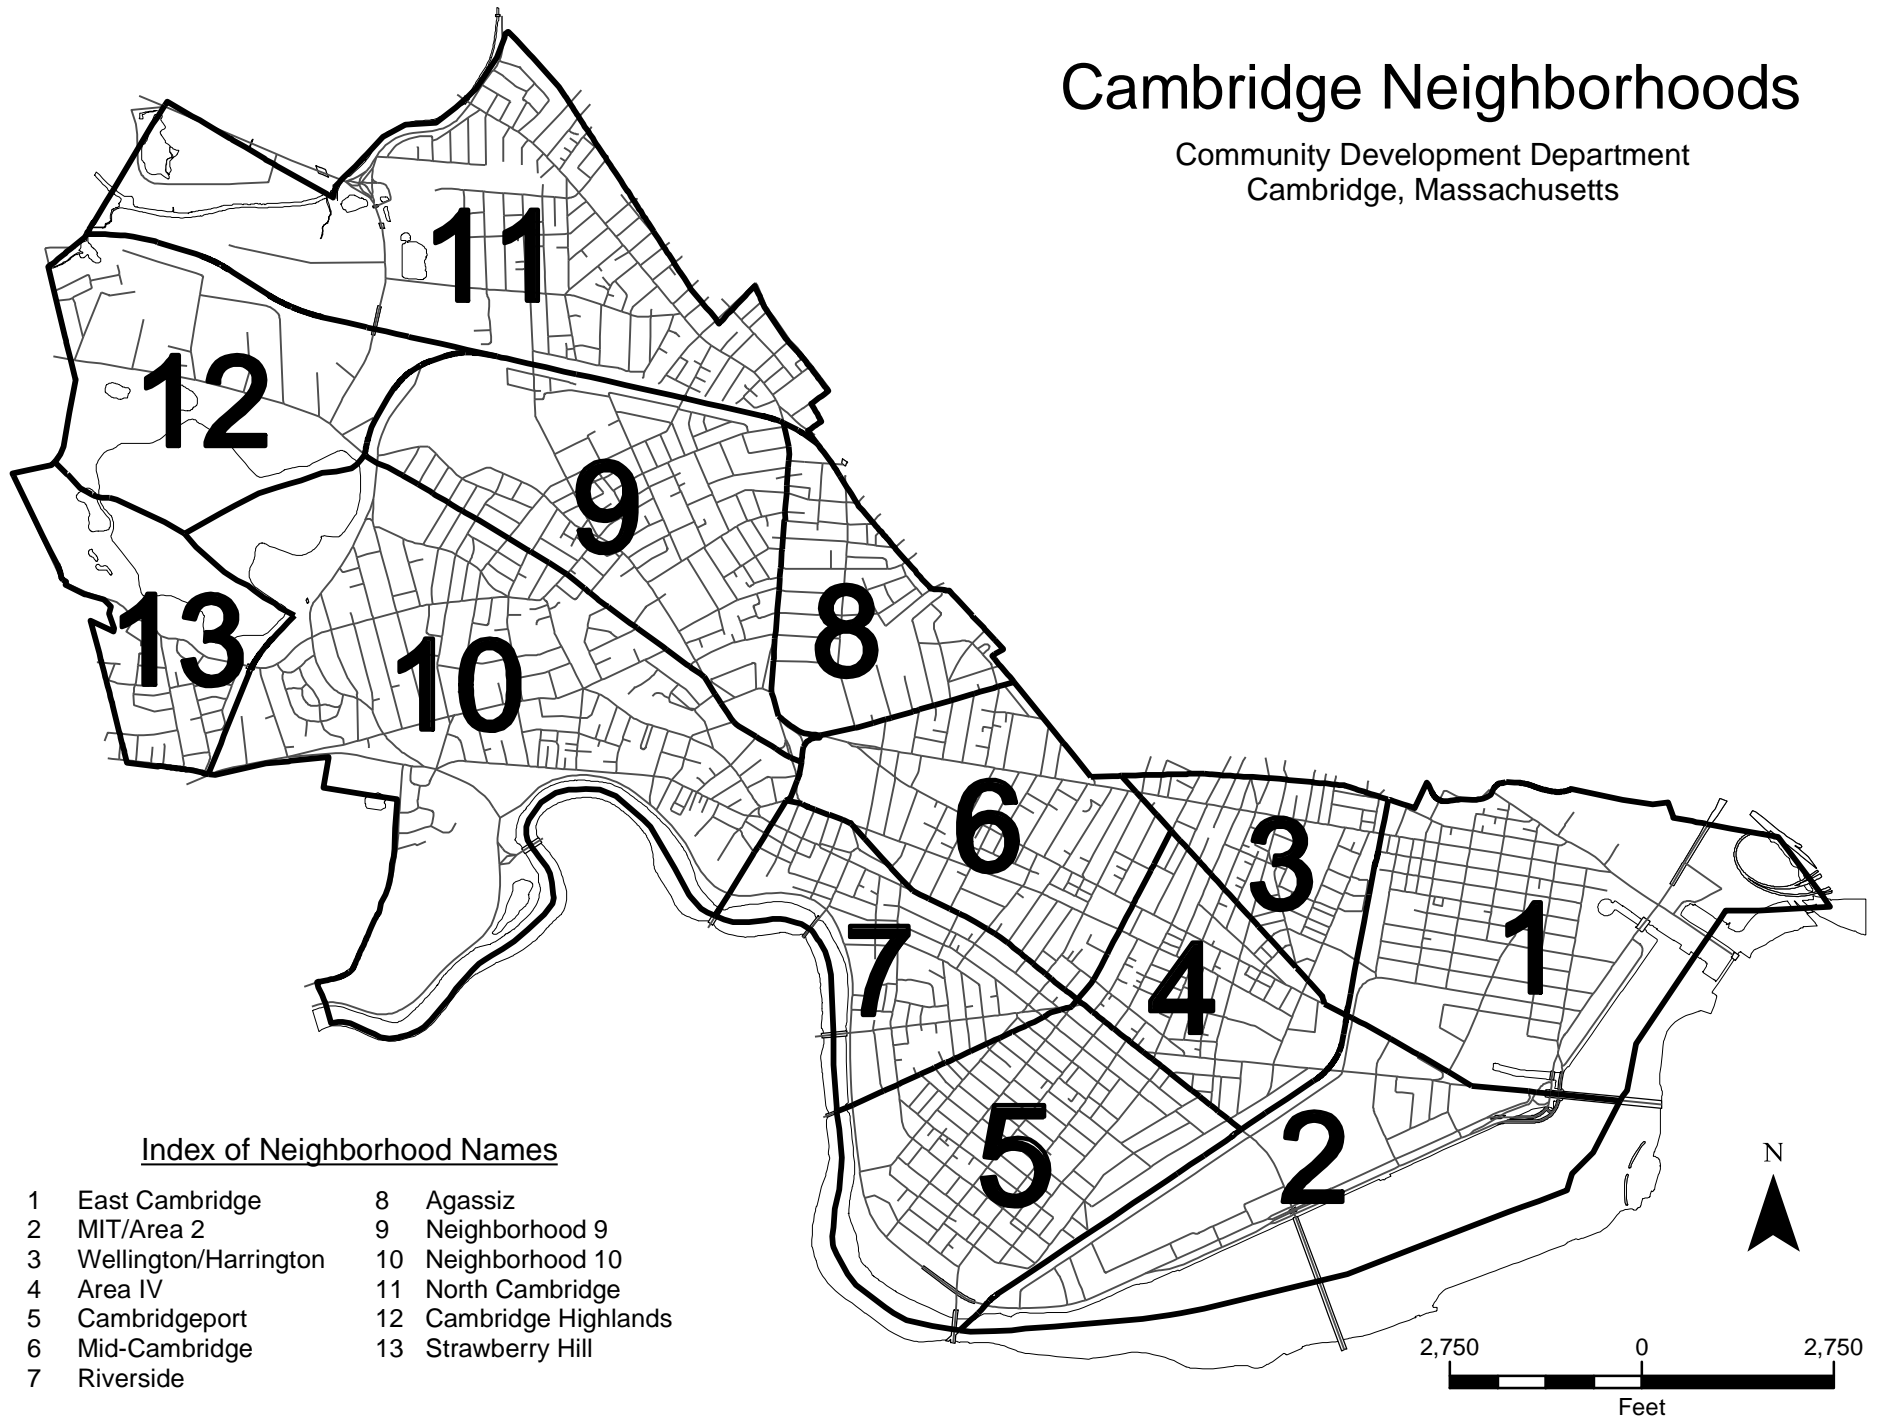 Cambridge Neighborhoods
Community Development Department
Cambridge, Massachusetts
11
12
9
8
13
10
6
3
1
7
4
5
2
Index of Neighborhood Names
1 East Cambridge
2 MIT/Area 2
3 Wellington/Harrington
4 Area IV
5 Cambridgeport
6 Mid-Cambridge
7 Riverside
8 Agassiz
9 Neighborhood 9
10 Neighborhood 10
11 North Cambridge
12 Cambridge Highlands
13 Strawberry Hill
N
2,750 0 2,750
Feet